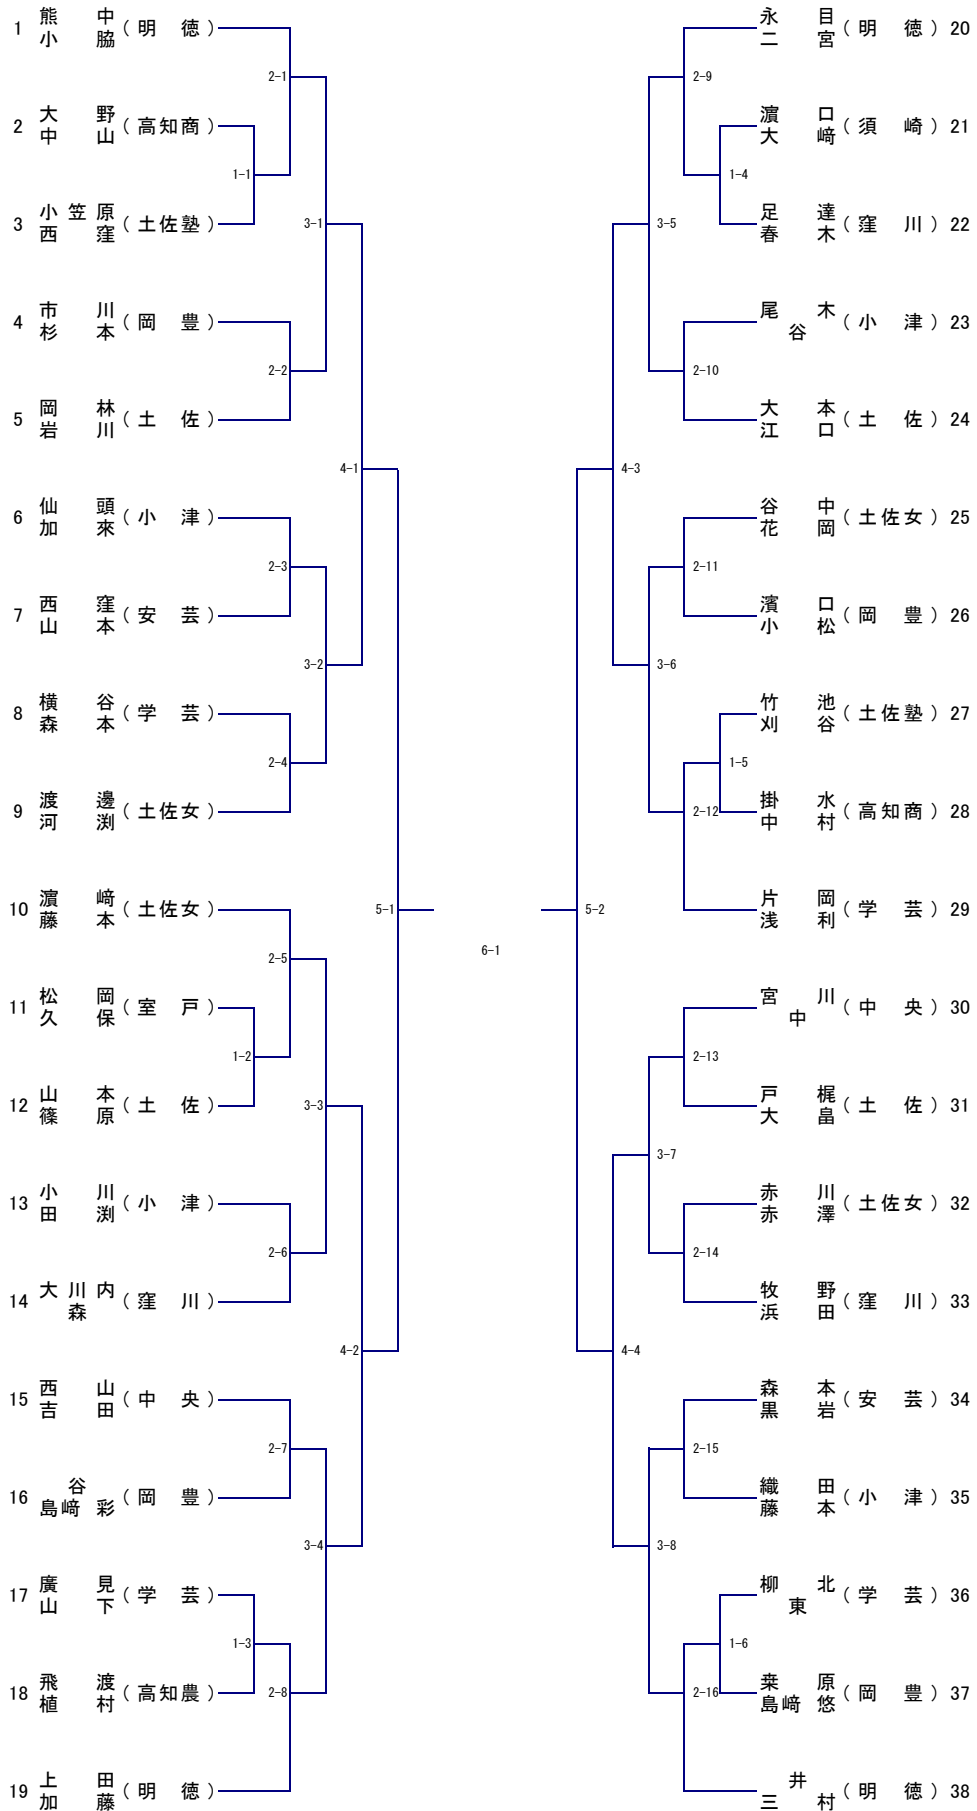 1 熊中 小脇 (明徳)
2-1
2 大野 中山 (高知商)
1-1
3 小笠原 西窪 (土佐塾)
3-1
4 市川 杉本 (岡豊)
2-2
5 岡林 岩川 (土佐)
4-1
6 仙頭 加來 (小津)
2-3
7 西窪 山本 (安芸)
3-2
8 横谷 森本 (学芸)
2-4
9 渡邊 河渕 (土佐女)
10 濵﨑 藤本 (土佐女)
5-1
2-5
11 松岡 久保 (室戸)
1-2
12 山本 篠原 (土佐)
3-3
13 小川 田渕 (小津)
2-6
14 大川内 森 (窪川)
4-2
15 西山 吉田 (中央)
2-7
16 谷 島﨑彩 (岡豊)
3-4
17 廣見 山下 (学芸)
1-3
18 飛渡 植村 (高知農)
2-8
19 上田 加藤 (明徳)
6-1
永目 二宮 (明徳) 20
2-9
濵口 大﨑 (須崎) 21
1-4
足達 春木 (窪川) 22
3-5
尾木 谷 (小津) 23
2-10
大本 江口 (土佐) 24
4-3
谷中 花岡 (土佐女) 25
2-11
濱口 小松 (岡豊) 26
3-6
竹池 刈谷 (土佐塾) 27
1-5
掛水 中村 (高知商) 28
2-12
片岡 浅利 (学芸) 29
5-2
宮川 中 (中央) 30
2-13
戸梶 大畠 (土佐) 31
3-7
赤川 赤澤 (土佐女) 32
2-14
牧野 浜田 (窪川) 33
4-4
森本 黒岩 (安芸) 34
2-15
織田 藤本 (小津) 35
3-8
柳北 東 (学芸) 36
1-6
桒原 島﨑悠 (岡豊) 37
2-16
井 三村 (明徳) 38